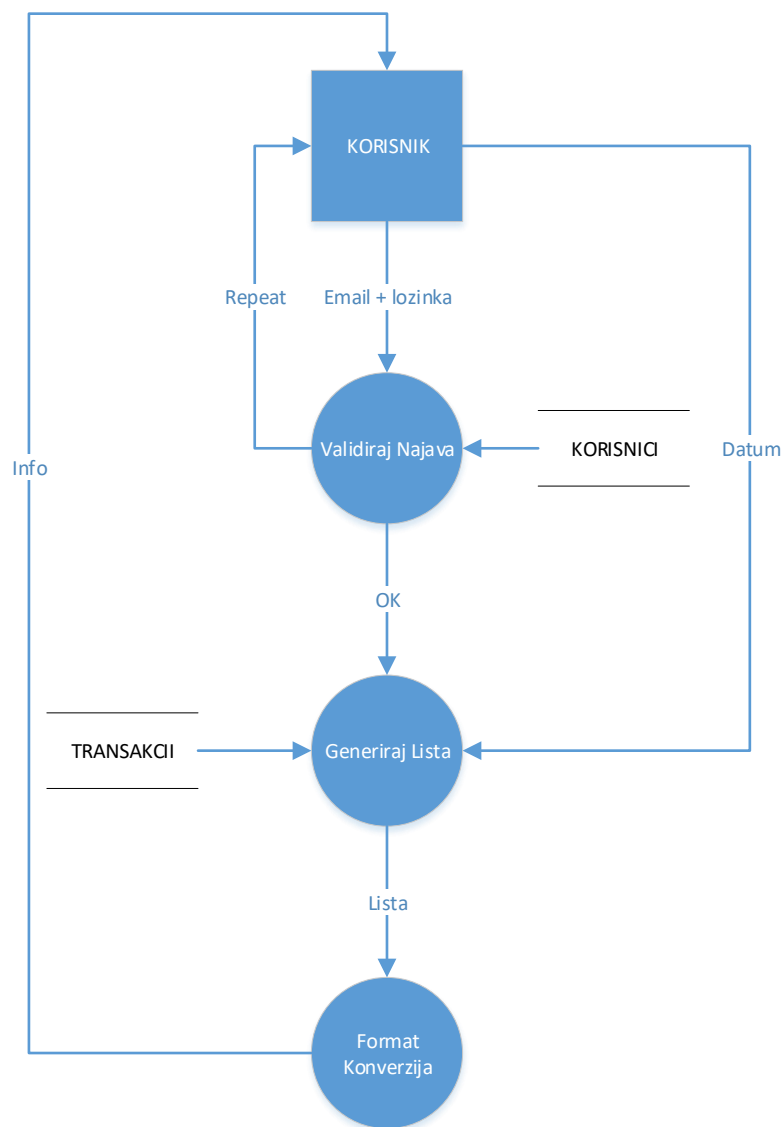 KORISNIK
Repeat
Email + lozinka
Validiraj Najava
KORISNICI
Datum
Info
OK
TRANSAKCII
Generiraj Lista
Lista
Format
Konverzija